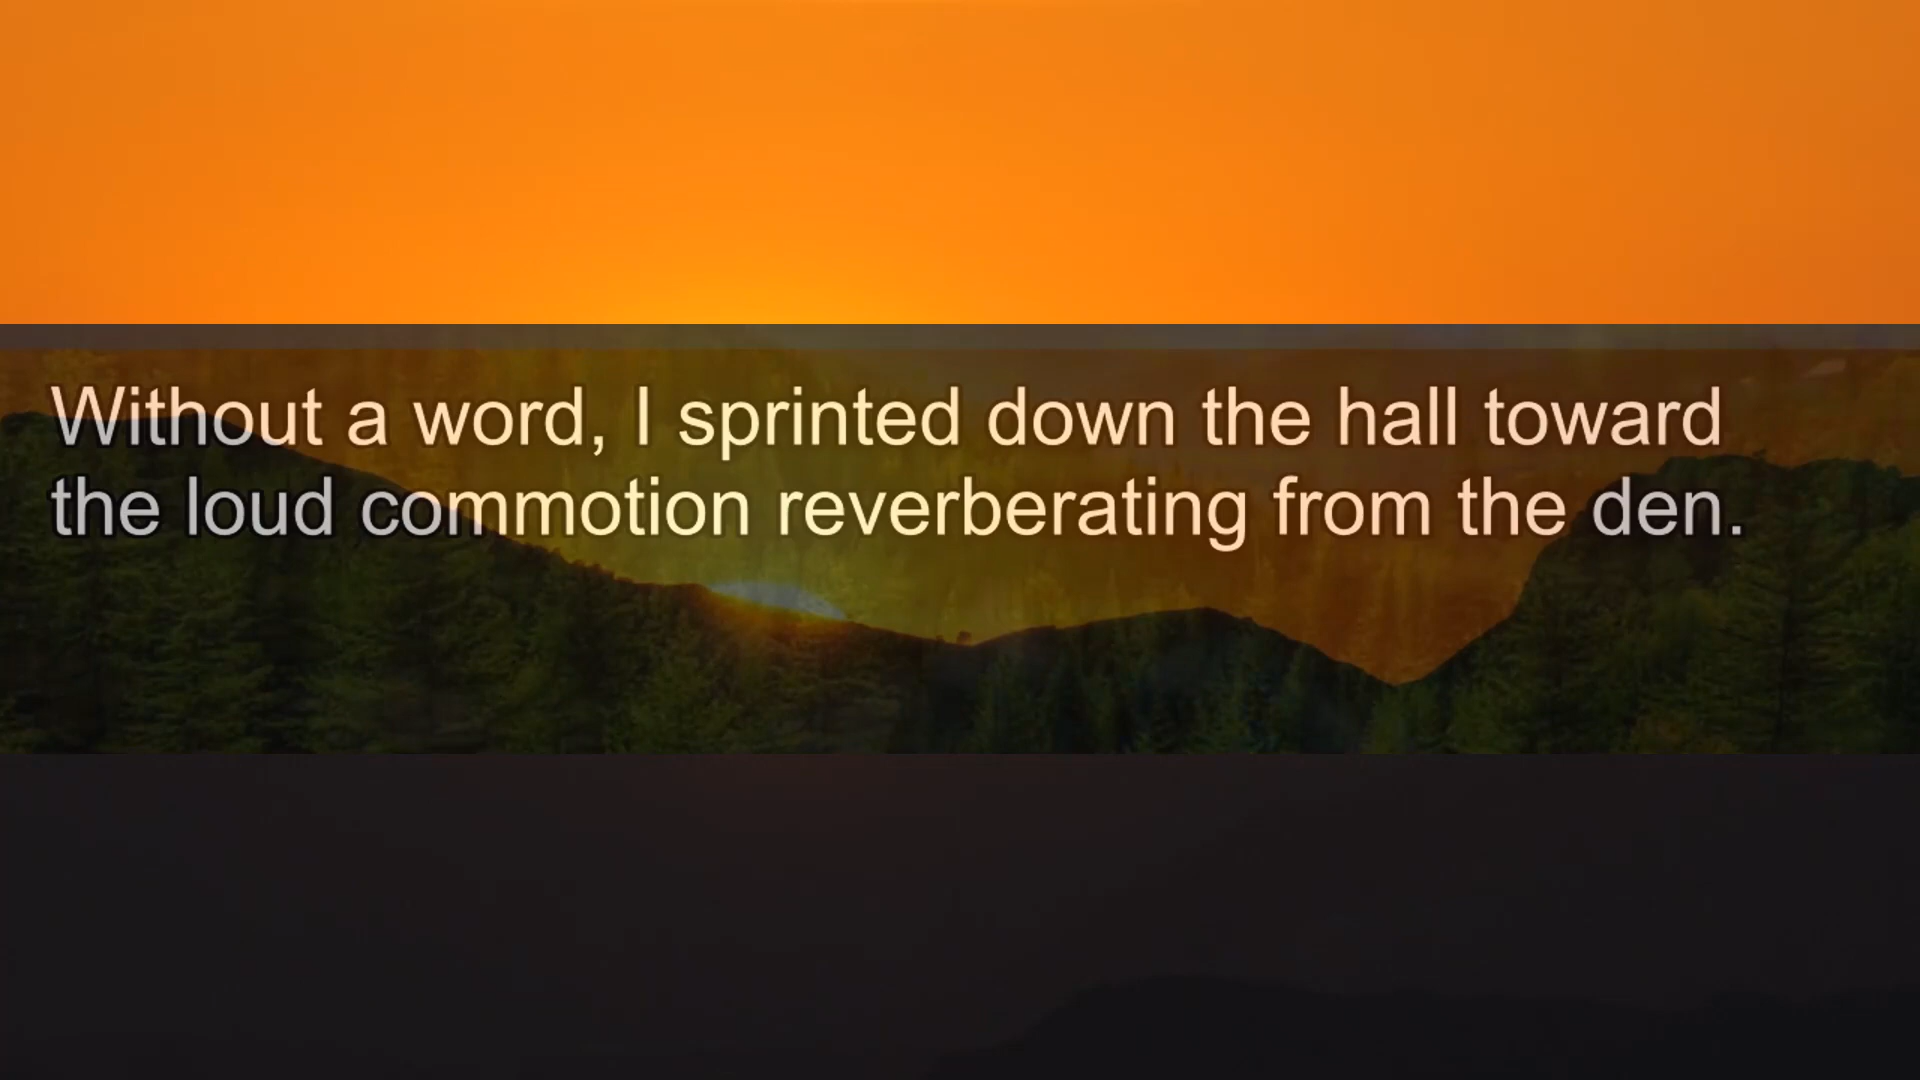 Without a word, I sprinted down the hall toward
the loud commotion reverberating from the den.